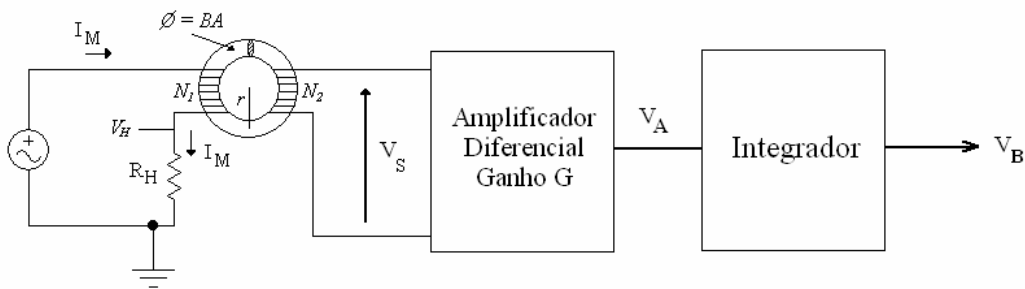 Ø = BA
I_M
N_1
N_2
r
V_H
I_M
R_H
V_S
Amplificador
Diferencial
Ganho G
V_A
Integrador
V_B